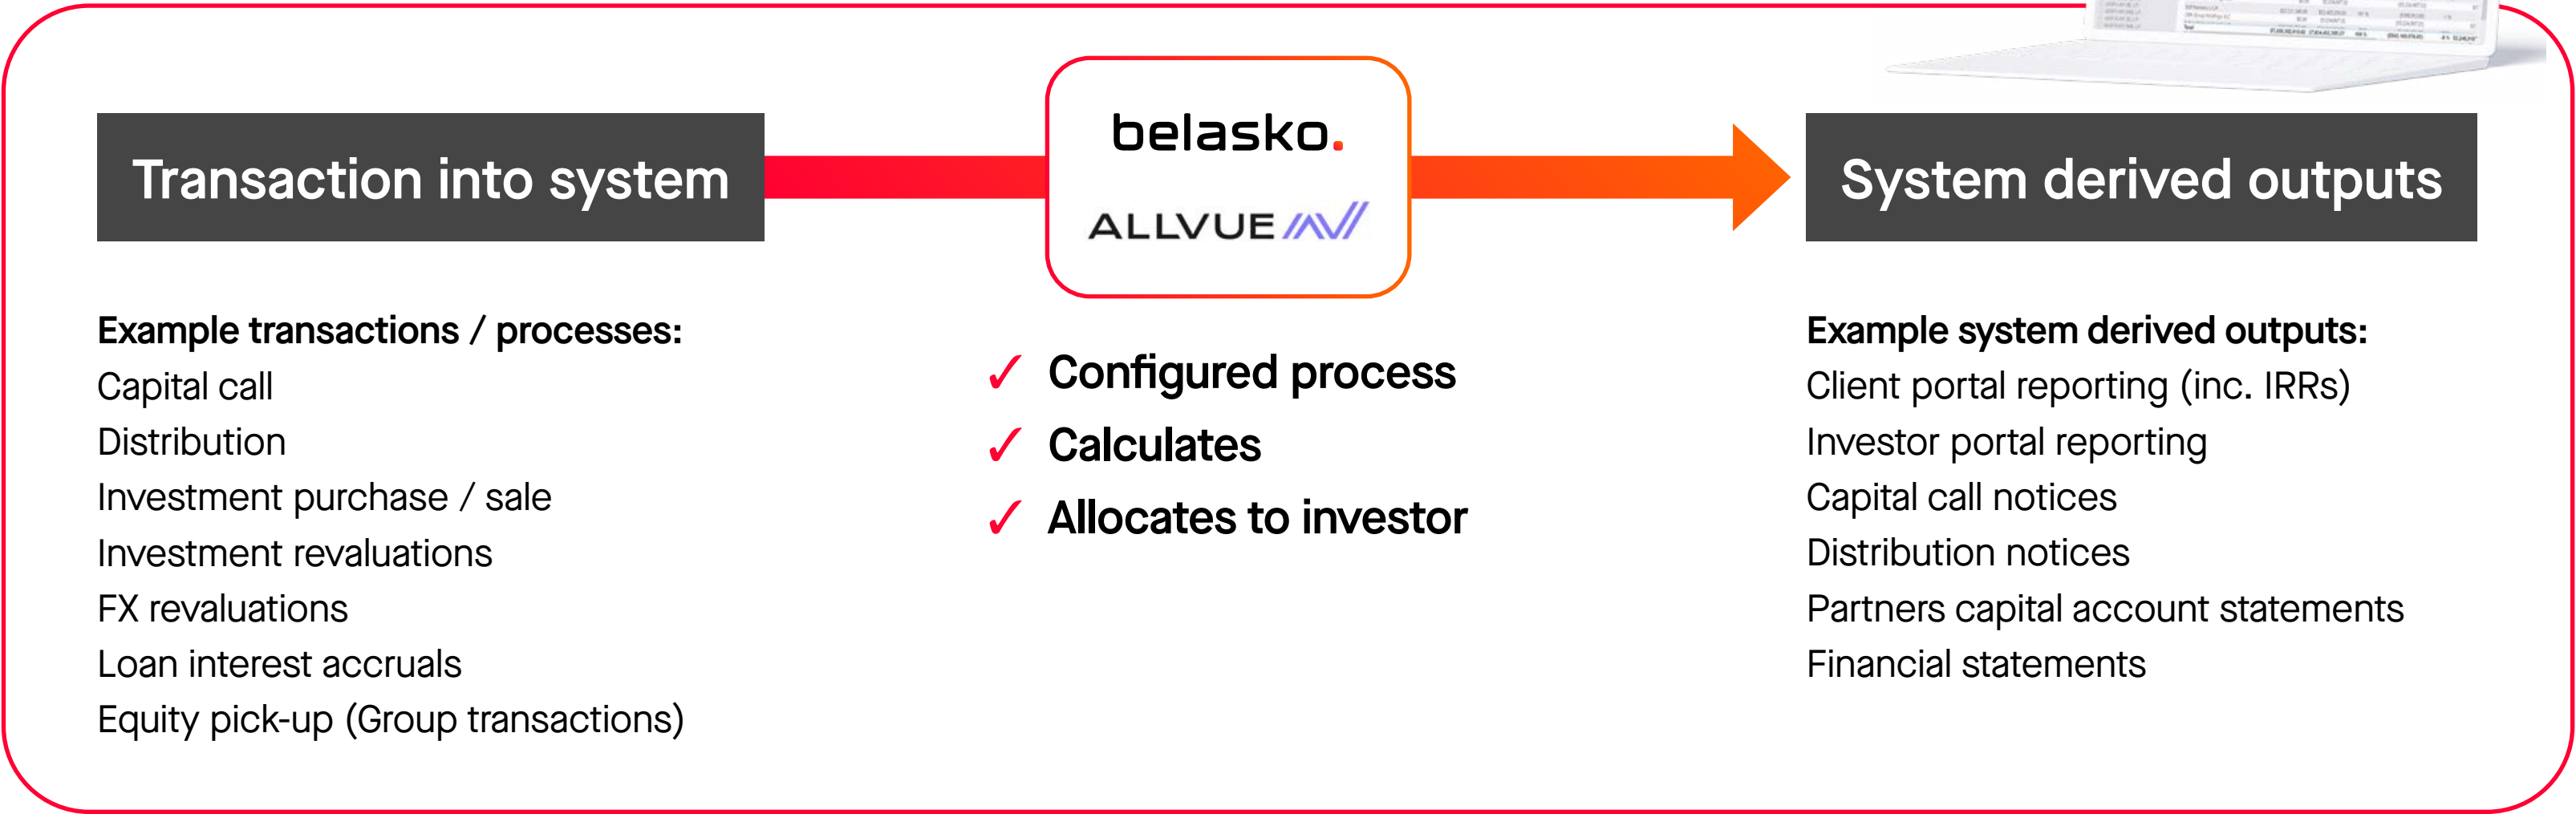 Transaction into system
belasko.
ALLVUE
System derived outputs
Example transactions / processes:
Capital call
Distribution
Investment purchase / sale
Investment revaluations
FX revaluations
Loan interest accruals
Equity pick-up (Group transactions)
✓ Configured process
✓ Calculates
✓ Allocates to investor
Example system derived outputs:
Client portal reporting (inc. IRRs)
Investor portal reporting
Capital call notices
Distribution notices
Partners capital account statements
Financial statements